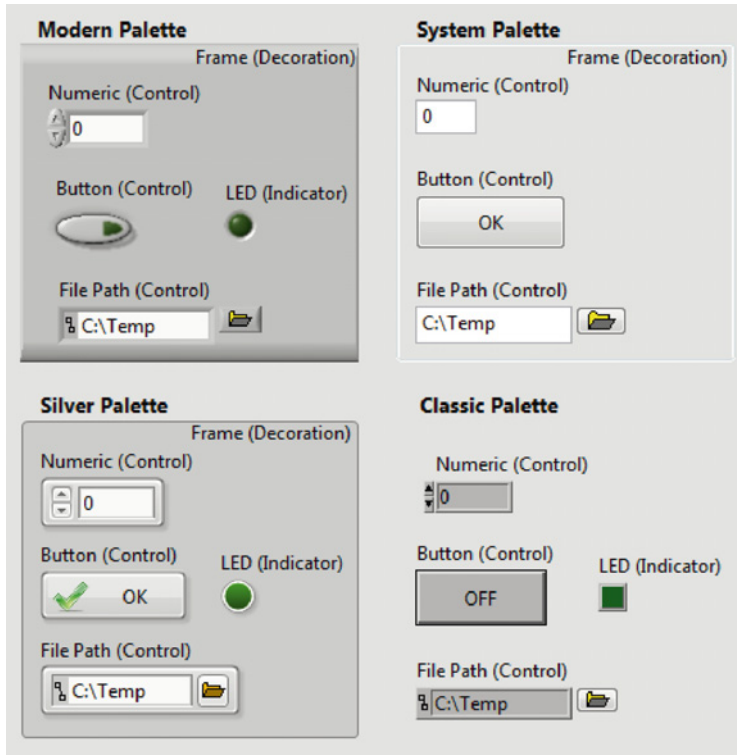 Modern Palette
Frame (Decoration)
Numeric (Control)
0
Button (Control)
LED (Indicator)
File Path (Control)
C:\Temp
System Palette
Frame (Decoration)
Numeric (Control)
0
Button (Control)
OK
File Path (Control)
C:\Temp
Silver Palette
Frame (Decoration)
Numeric (Control)
0
Button (Control)
LED (Indicator)
OK
File Path (Control)
C:\Temp
Classic Palette
Numeric (Control)
0
Button (Control)
LED (Indicator)
OFF
File Path (Control)
C:\Temp